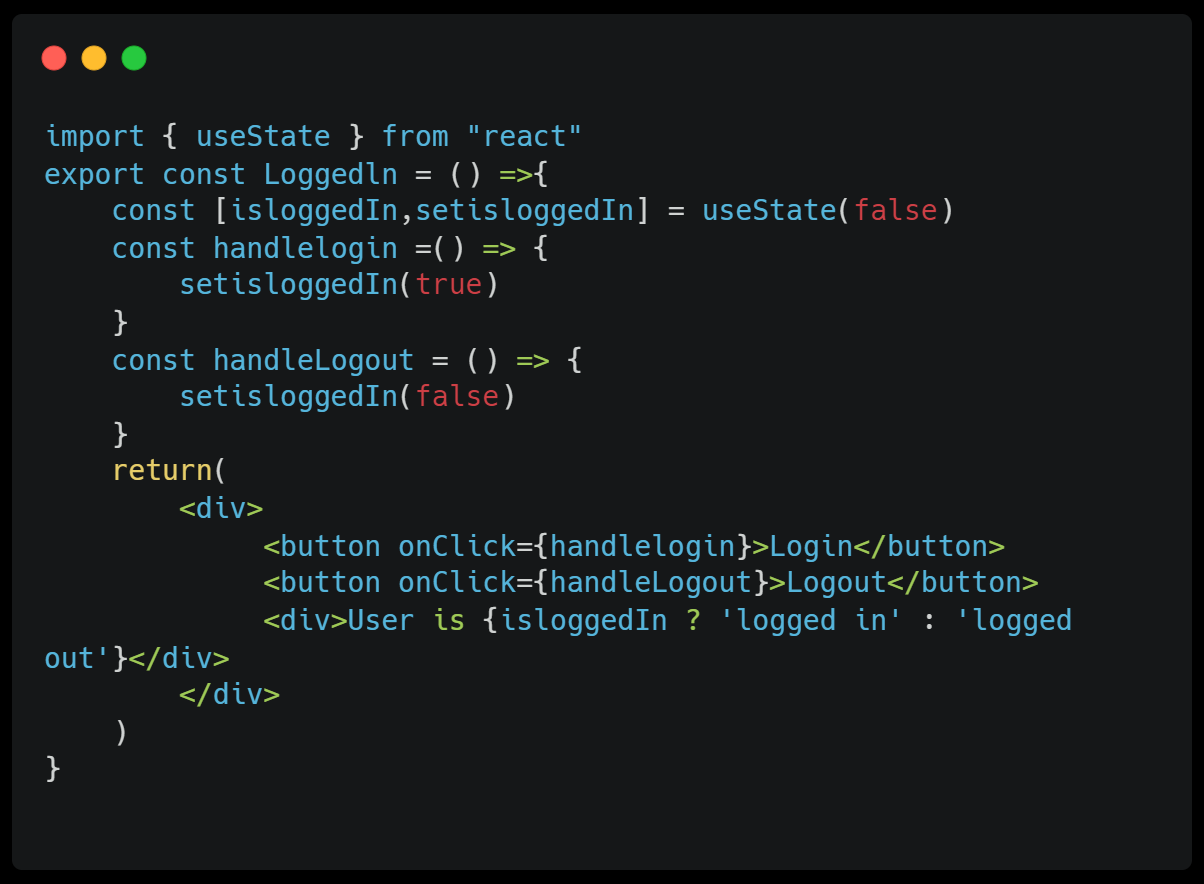 import { useState } from "react"
export const Loggedln = () =>{
    const [isloggedIn,setisloggedIn] = useState(false)
    const handlelogin =() => {
        setisloggedIn(true)
    }
    const handleLogout = () => {
        setisloggedIn(false)
    }
    return(
        <div>
             <button onClick={handlelogin}>Login</button>
             <button onClick={handleLogout}>Logout</button>
             <div>User is {isloggedIn ? 'logged in' : 'logged
out'}</div>
        </div>
    )
}